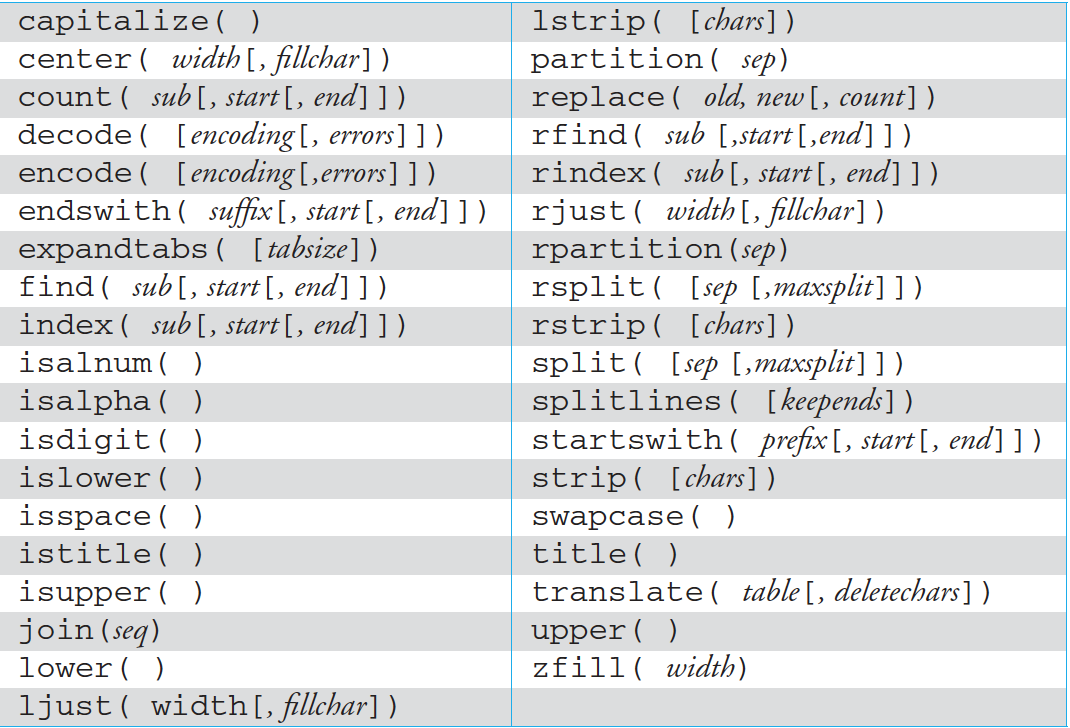 capitalize( )
center( width[, fillchar])
count( sub[, start[, end]])
decode( [encoding[, errors]])
encode( [encoding[,errors]])
endswith( suffix[, start[, end]])
expandtabs( [tabsize])
find( sub[, start[, end]])
index( sub[, start[, end]])
isalnum( )
isalpha( )
isdigit( )
islower( )
isspace( )
istitle( )
isupper( )
join(seq)
lower( )
ljust( width[, fillchar])
lstrip( [chars])
partition( sep)
replace( old, new[, count])
rfind( sub [,start[,end]])
rindex( sub[, start[, end]])
rjust( width[, fillchar])
rpartition(sep)
rsplit( [sep [,maxsplit]])
rstrip( [chars])
split( [sep [,maxsplit]])
splitlines( [keepends])
startswith( prefix[, start[, end]])
strip( [chars])
swapcase( )
title( )
translate( table[, deletechars])
upper( )
zfill( width)